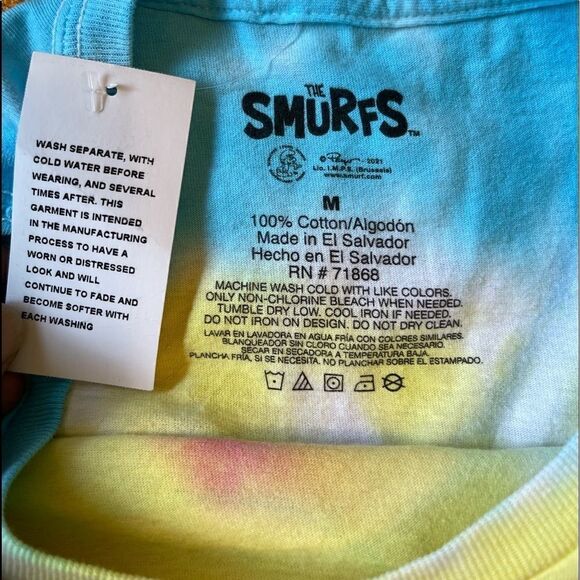 WASH SEPARATE, WITH
COLD WATER BEFORE
WEARING, AND SEVERAL
TIMES AFTER. THIS
GARMENT IS INTENDED
IN THE MANUFACTURING
PROCESS TO HAVE A
WORN OR DISTRESSED
LOOK AND WILL
CONTINUE TO FADE AND
BECOME SOFTER WITH
EACH WASHING
THE
SMURFS™
© Peyo 2021
Lic. I.M.P.S. (Brussels)
www.smurf.com
M
100% Cotton/Algodón
Made in El Salvador
Hecho en El Salvador
RN # 71868
MACHINE WASH COLD WITH LIKE COLORS.
ONLY NON-CHLORINE BLEACH WHEN NEEDED.
TUMBLE DRY LOW. COOL IRON IF NEEDED.
DO NOT IRON ON DESIGN. DO NOT DRY CLEAN.
LAVAR EN LAVADORA EN AGUA FRÍA CON COLORES SIMILARES.
BLANQUEADOR SIN CLORO CUANDO SEA NECESARIO.
SECAR EN SECADORA A TEMPERATURA BAJA.
PLANCHA FRÍA, SI SE NECESITA. NO PLANCHAR SOBRE EL ESTAMPADO.